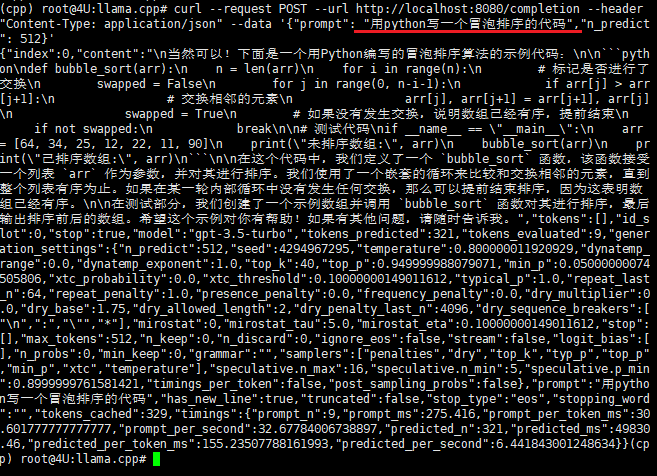 (cpp) root@4U:llama.cpp# curl --request POST --url http://localhost:8080/completion --header
"Content-Type: application/json" --data '{"prompt": "用python写一个冒泡排序的代码","n_predict
": 512}'
{"index":0,"content":"\n当然可以！下面是一个用Python编写的冒泡排序算法的示例代码：\n\n```pytho
n\ndef bubble_sort(arr):\n    n = len(arr)\n    for i in range(n):\n        # 标记是否进行了
交换\n        swapped = False\n        for j in range(0, n-i-1):\n            if arr[j] > arr
[j+1]:\n                # 交换相邻的元素\n                arr[j], arr[j+1] = arr[j+1], arr[j]
\n                swapped = True\n        # 如果没有发生交换，说明数组已经有序，提前结束\n
    if not swapped:\n            break\n\n# 测试代码\nif __name__ == \"__main__\":\n    arr
= [64, 34, 25, 12, 22, 11, 90]\n    print(\"未排序数组:\", arr)\n    bubble_sort(arr)\n    pr
int(\"已排序数组:\", arr)\n```\n\n在这个代码中，我们定义了一个 `bubble_sort` 函数，该函数接受
一个列表 `arr` 作为参数，并对其进行排序。我们使用了一个嵌套的循环来比较和交换相邻的元素，直到
整个列表有序为止。如果在某一轮内部循环中没有发生任何交换，那么可以提前结束排序，因为这表明数
组已经有序。\n\n在测试部分，我们创建了一个示例数组并调用 `bubble_sort` 函数对其进行排序，最后
输出排序前后的数组。希望这个示例对你有帮助！如果有其他问题，请随时告诉我。","tokens":[],"id_s
lot":0,"stop":true,"model":"gpt-3.5-turbo","tokens_predicted":321,"tokens_evaluated":9,"gener
ation_settings":{"n_predict":512,"seed":4294967295,"temperature":0.800000011920929,"dynatemp_
range":0.0,"dynatemp_exponent":1.0,"top_k":40,"top_p":0.949999988079071,"min_p":0.05000000074
505806,"xtc_probability":0.0,"xtc_threshold":0.10000000149011612,"typical_p":1.0,"repeat_last
_n":64,"repeat_penalty":1.0,"presence_penalty":0.0,"frequency_penalty":0.0,"dry_multiplier":0
.0,"dry_base":1.75,"dry_allowed_length":2,"dry_penalty_last_n":4096,"dry_sequence_breakers":[
"\n",":","\"","*"],"mirostat":0,"mirostat_tau":5.0,"mirostat_eta":0.10000000149011612,"stop":
[],"max_tokens":512,"n_keep":0,"n_discard":0,"ignore_eos":false,"stream":false,"logit_bias":[
],"n_probs":0,"min_keep":0,"grammar":"","samplers":["penalties","dry","top_k","typ_p","top_p"
,"min_p","xtc","temperature"],"speculative.n_max":16,"speculative.n_min":5,"speculative.p_min
":0.8999999761581421,"timings_per_token":false,"post_sampling_probs":false},"prompt":"用pytho
n写一个冒泡排序的代码","has_new_line":true,"truncated":false,"stop_type":"eos","stopping_word
":"","tokens_cached":329,"timings":{"prompt_n":9,"prompt_ms":275.416,"prompt_per_token_ms":30
.601777777777777,"prompt_per_second":32.67784006738897,"predicted_n":321,"predicted_ms":49830
.46,"predicted_per_token_ms":155.23507788161993,"predicted_per_second":6.441843001248634}}(cp
p) root@4U:llama.cpp#